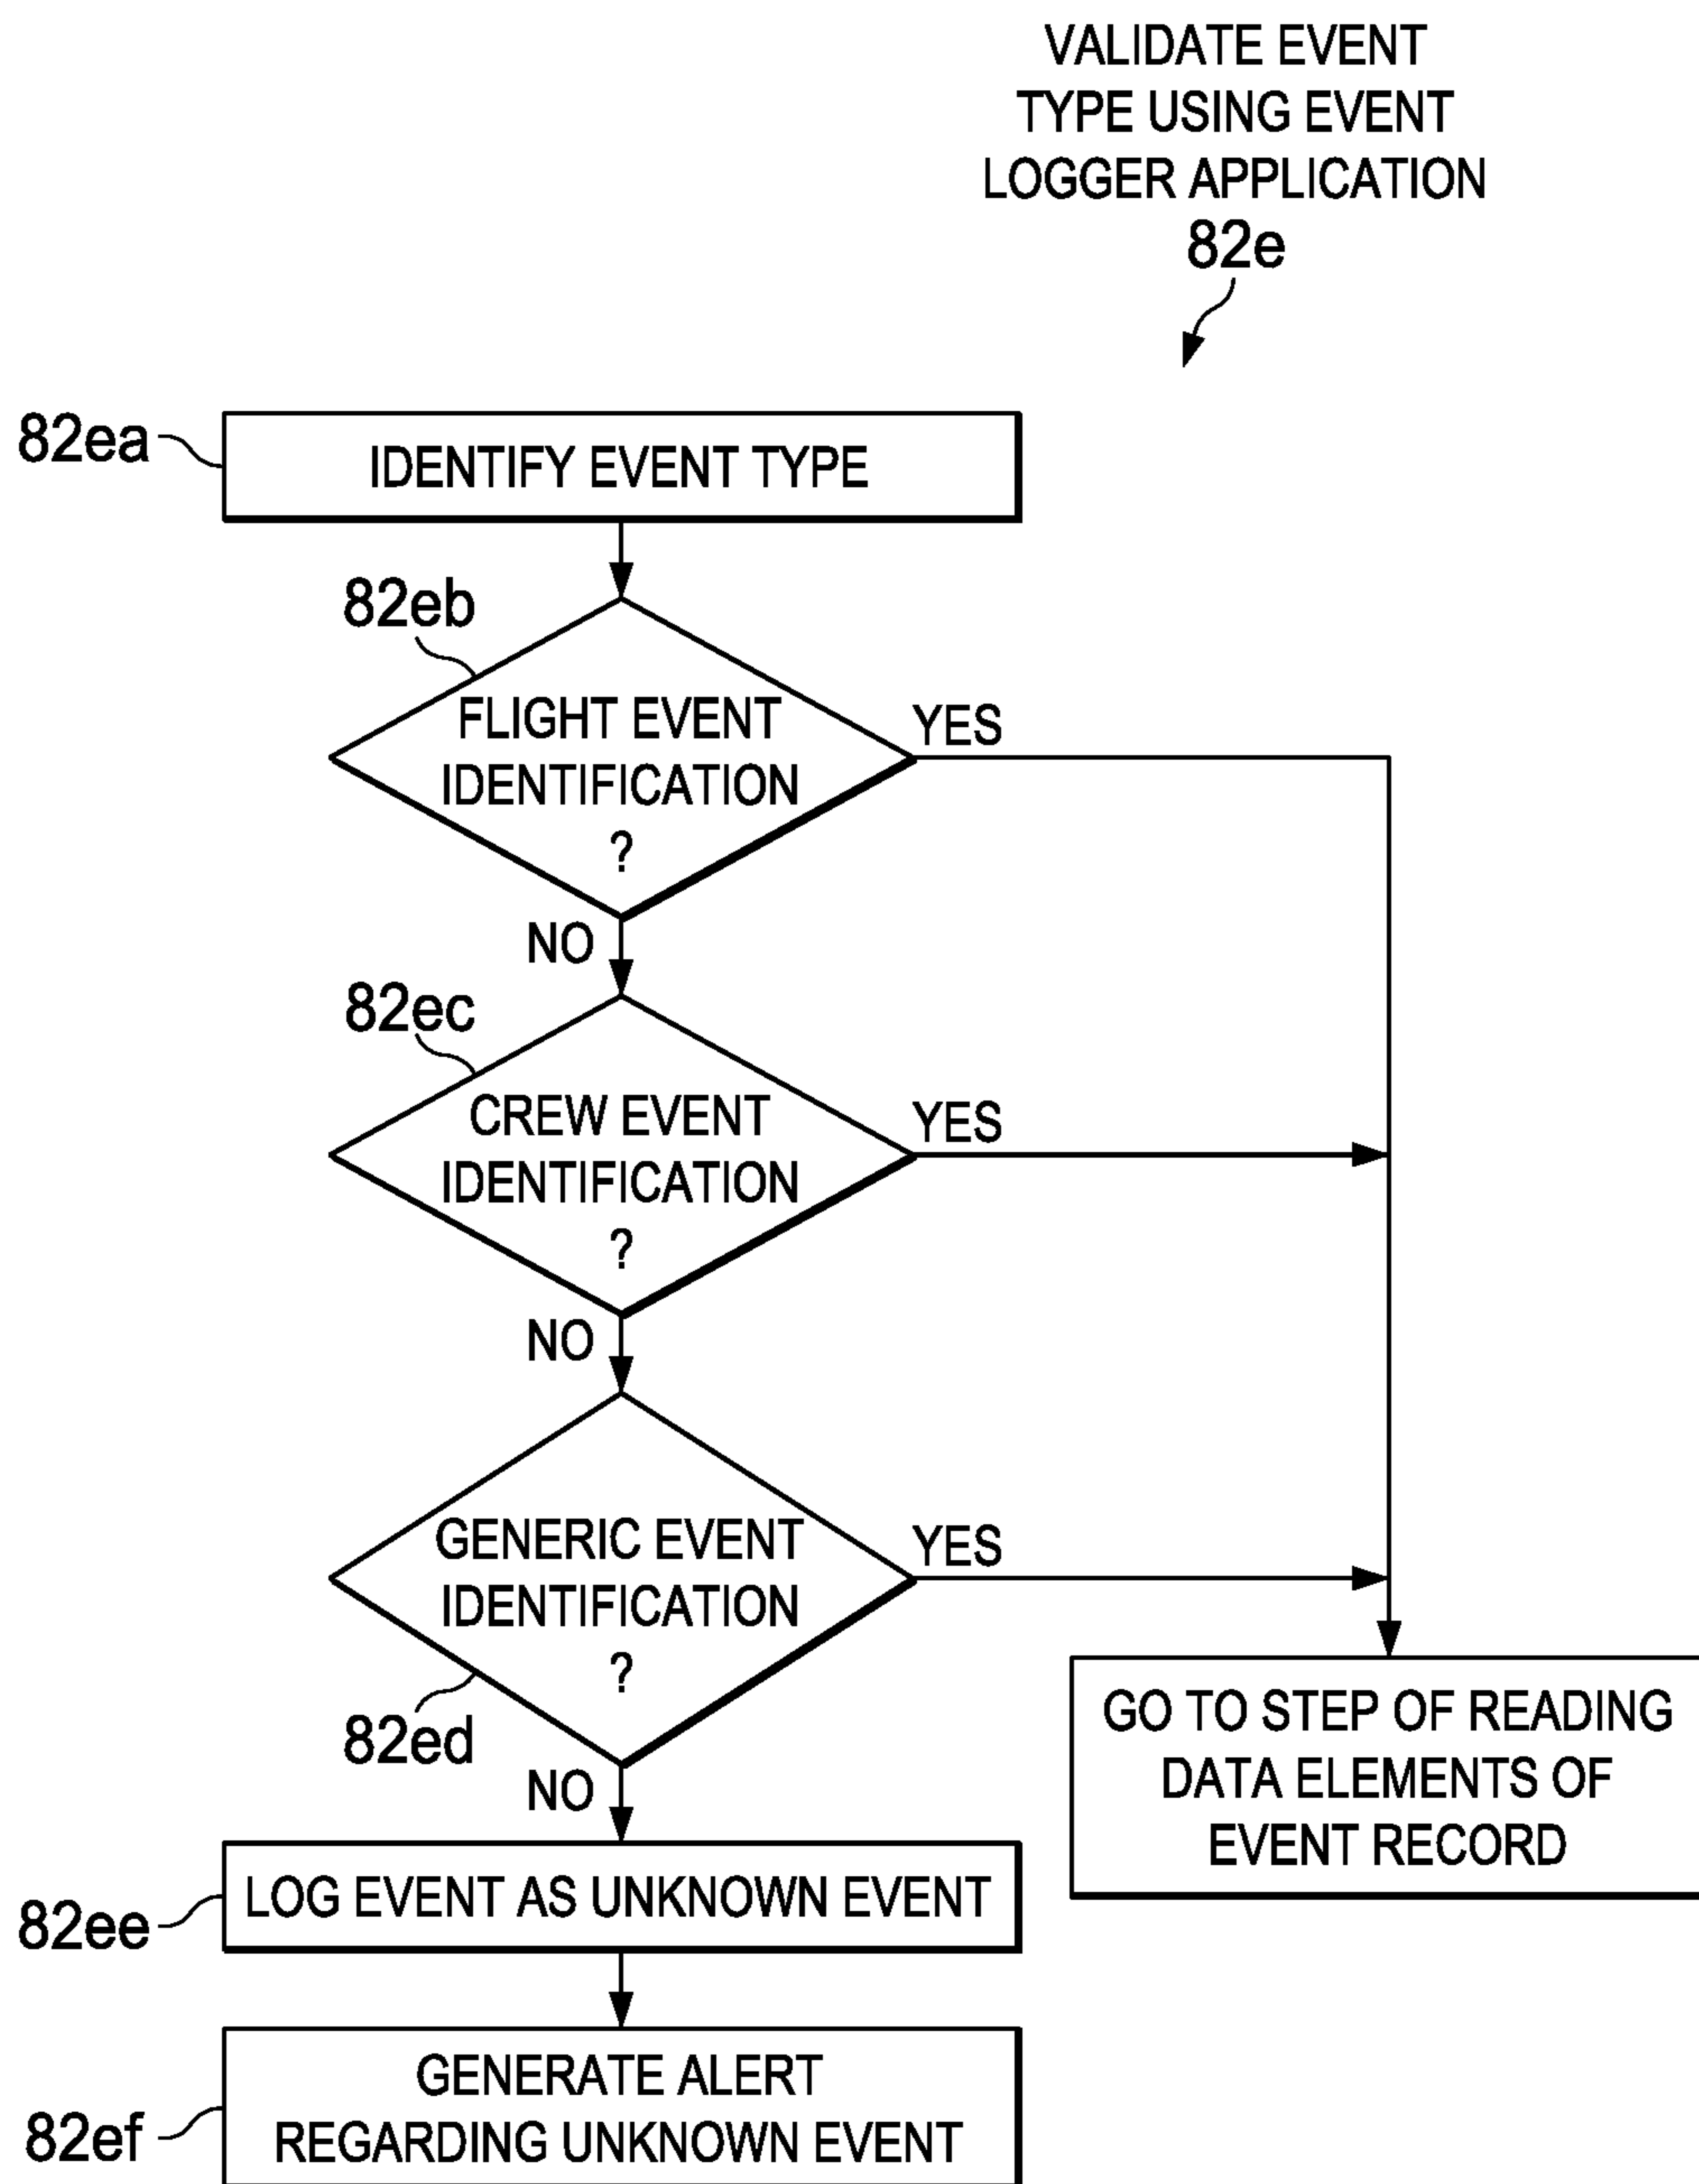 VALIDATE EVENT
TYPE USING EVENT
LOGGER APPLICATION
82e
82ea
IDENTIFY EVENT TYPE
82eb
FLIGHT EVENT
IDENTIFICATION
?
YES
NO
82ec
CREW EVENT
IDENTIFICATION
?
YES
NO
GENERIC EVENT
IDENTIFICATION
?
YES
82ed
NO
GO TO STEP OF READING
DATA ELEMENTS OF
EVENT RECORD
LOG EVENT AS UNKNOWN EVENT
82ee
GENERATE ALERT
REGARDING UNKNOWN EVENT
82ef